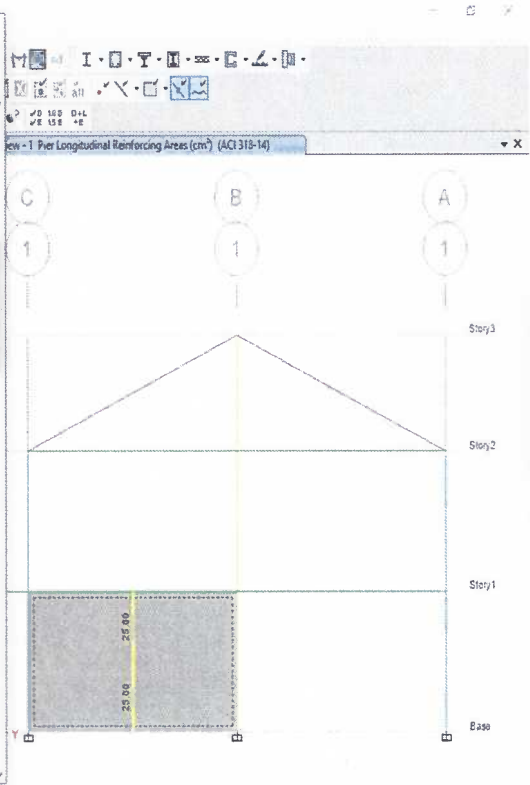 all
D+L
ew - 1 Pier Longitudinal Reinforcing Areas (cm²) (ACI 318-14)
C B A
1 1 1
Story3
Story2
Story1
25.00
25.00
Base
Y